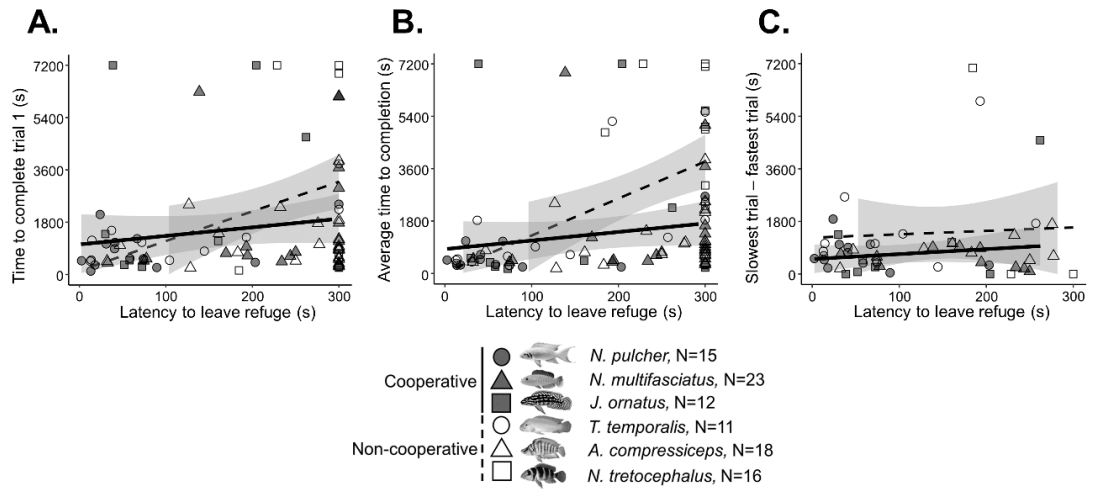 A.
B.
C.
Time to complete trial 1 (s)
7200
5400
3600
1800
0
0
100
200
300
Latency to leave refuge (s)
Average time to completion (s)
7200
5400
3600
1800
0
0
100
200
300
Latency to leave refuge (s)
Slowest trial – fastest trial (s)
7200
5400
3600
1800
0
0
100
200
300
Latency to leave refuge (s)
Cooperative
N. pulcher, N=15
N. multifasciatus, N=23
J. ornatus, N=12
Non-cooperative
T. temporalis, N=11
A. compressiceps, N=18
N. tretocephalus, N=16